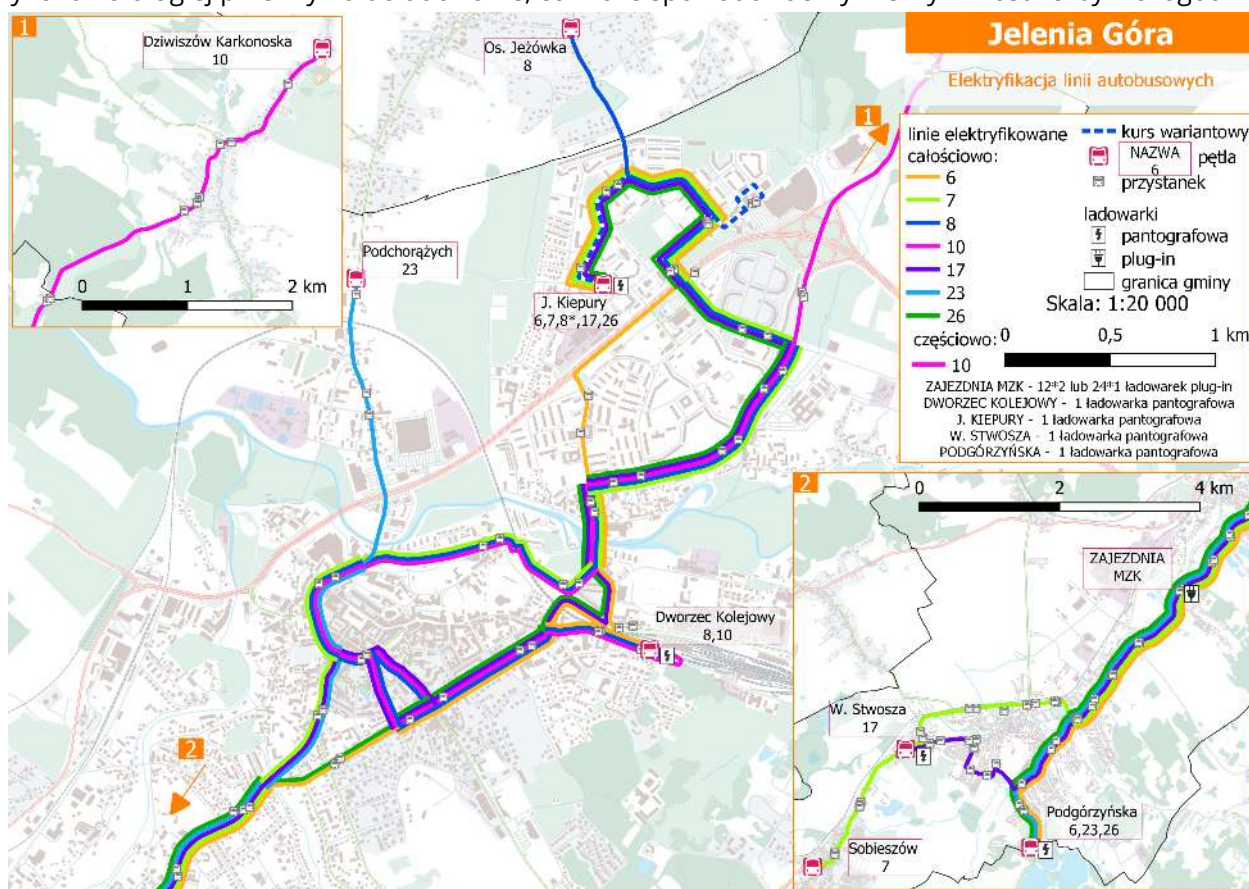 Jelenia Góra
Elektryfikacja linii autobusowych
1
Dziwiszów Karkonoska
10
0 1 2 km
Os. Jeżówka
8
1
Podchorążych
23
J. Kiepury
6,7,8*,17,26
linie elektryfikowane
całościowo:
6
7
8
10
17
23
26
częściowo:
10
kurs wariantowy
NAZWA
6
pętla
przystanek
ładowarki
pantografowa
plug-in
granica gminy
Skala: 1:20 000
0 0,5 1 km
ZAJEZDNIA MZK - 12*2 lub 24*1 ładowarek plug-in
DWORZEC KOLEJOWY - 1 ładowarka pantografowa
J. KIEPURY - 1 ładowarka pantografowa
W. STWOSZA - 1 ładowarka pantografowa
PODGÓRZYŃSKA - 1 ładowarka pantografowa
Dworzec Kolejowy
8,10
2
2
0 2 4 km
ZAJEZDNIA
MZK
W. Stwosza
17
Podgórzyńska
6,23,26
Sobieszów
7